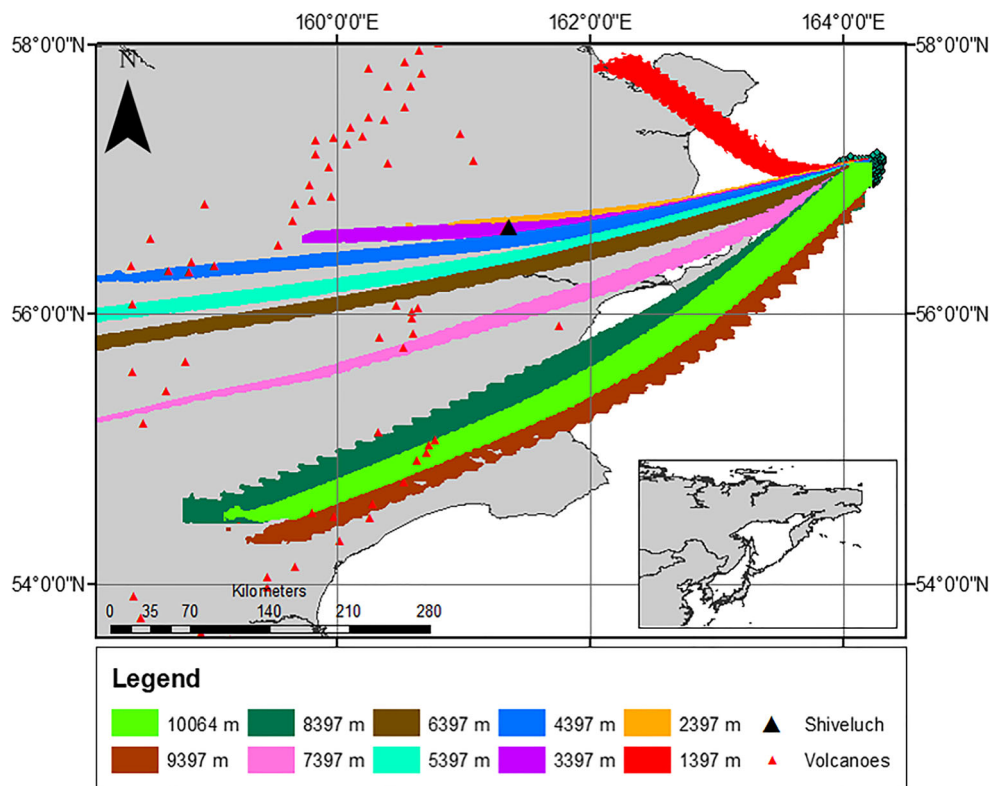 160°0'0"E 162°0'0"E 164°0'0"E
58°0'0"N 58°0'0"N
N
56°0'0"N 56°0'0"N
54°0'0"N 54°0'0"N
Kilometers
0 35 70 140 210 280
Legend
10064 m 8397 m 6397 m 4397 m 2397 m Shiveluch
9397 m 7397 m 5397 m 3397 m 1397 m Volcanoes